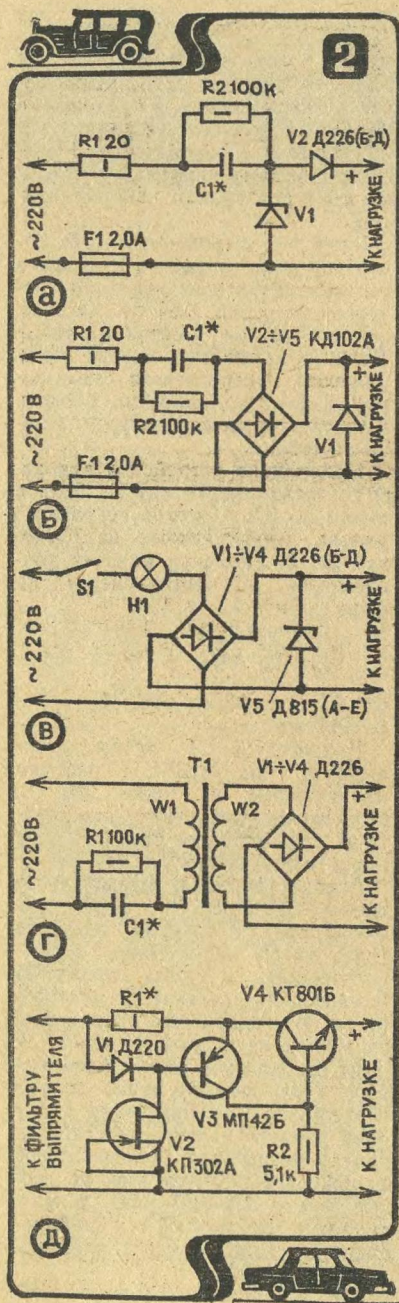 2
R2 100к
R1 20
C1*
V2 Д226(Б-Д)
+
~220В
F1 2,0А
V1
К НАГРУЗКЕ
а
R1 20
C1*
V2÷V5 КД102А
+
~220В
R2 100к
V1
К НАГРУЗКЕ
F1 2,0А
Б
S1
H1
V1÷V4 Д226 (Б-Д)
+
~220В
К НАГРУЗКЕ
V5 Д815 (А-Е)
В
T1
V1÷V4 Д226
W1
W2
+
~220В
R1 100к
C1*
К НАГРУЗКЕ
Г
R1*
V4 КТ801Б
+
V1 Д220
К ФИЛЬТРУ
ВЫПРЯМИТЕЛЯ
V3 МП42Б
V2
КП302А
R2
5,1к
К НАГРУЗКЕ
Д